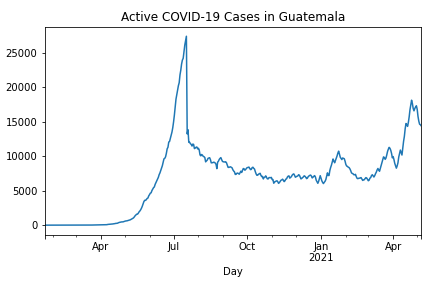 Active COVID-19 Cases in Guatemala
25000
20000
15000
10000
5000
0
Apr
Jul
Oct
Jan
2021
Apr
Day